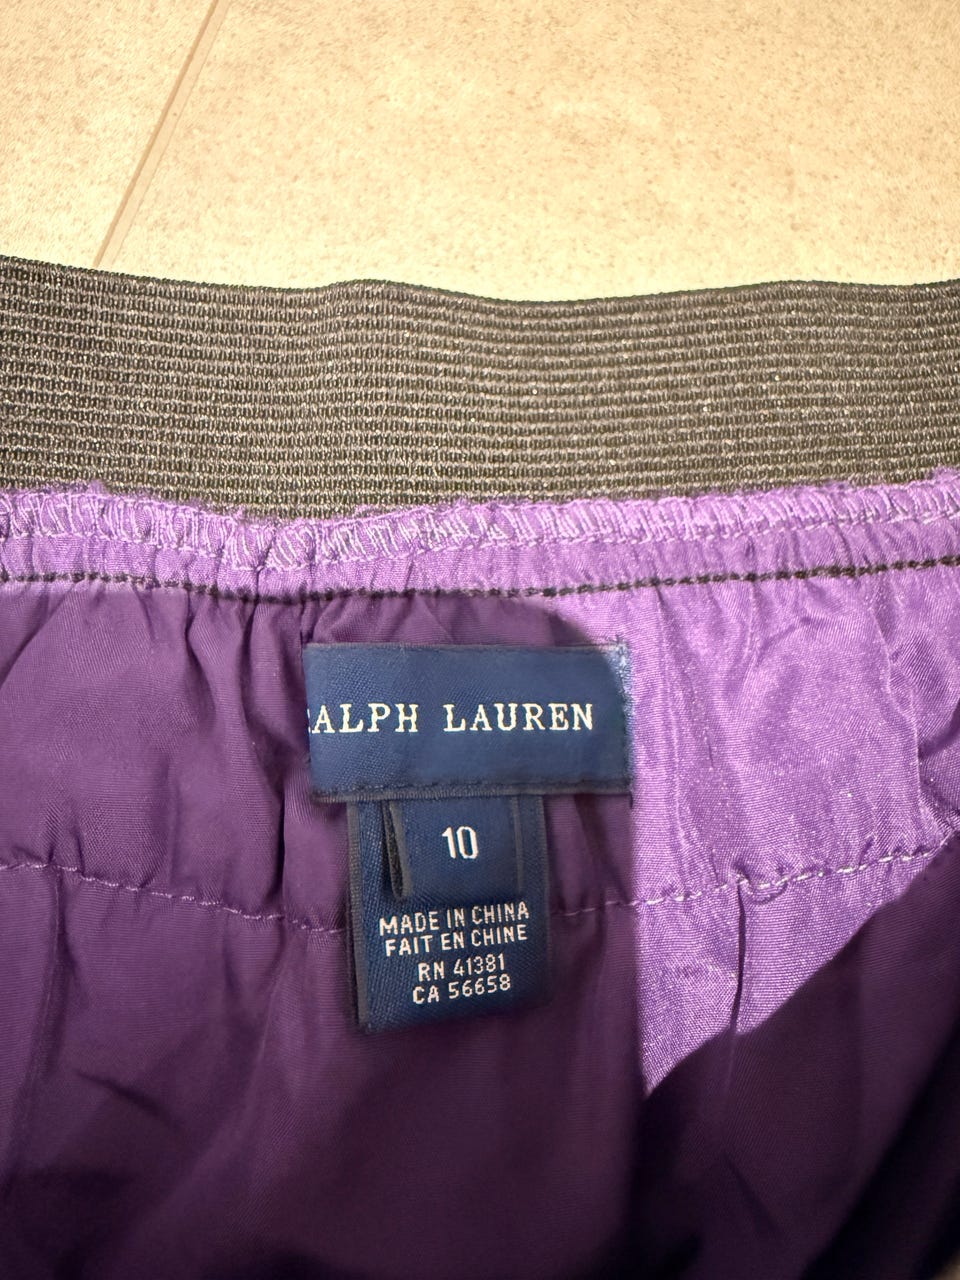 RALPH LAUREN
10
MADE IN CHINA
FAIT EN CHINE
RN 41381
CA 56658